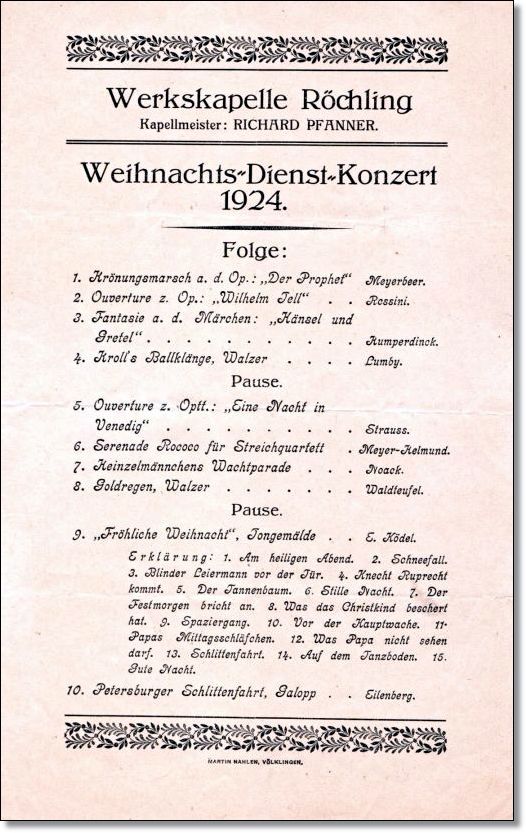 Werkskapelle Röchling
Kapellmeister: RICHARD PFANNER.
Weihnachts-Dienst-Konzert
1924.
Folge:
1. Krönungsmarsch a. d. Op.: „Der Prophet“ Meyerbeer.
2. Ouverture z. Op.: „Wilhelm Tell“ . . Rossini.
3. Fantasie a. d. Märchen: „Hänsel und
Gretel“ . . . . . . . . . . . Humperdinck.
4. Kroll's Ballklänge, Walzer . . . . Lumby.
Pause.
5. Ouverture z. Optt.: „Eine Nacht in
Venedig“ . . . . . . . . . . Strauss.
6. Serenade Rococo für Streichquartett . Meyer-Helmund.
7. Heinzelmännchens Wachtparade . . . Noack.
8. Goldregen, Walzer . . . . . . . Waldteufel.
Pause.
9. „Fröhliche Weihnacht“, Tongemälde . . E. Ködel.
Erklärung: 1. Am heiligen Abend. 2. Schneefall.
3. Blinder Leiermann vor der Tür. 4. Knecht Ruprecht
kommt. 5. Der Tannenbaum. 6. Stille Nacht. 7. Der
Festmorgen bricht an. 8. Was das Christkind beschert
hat. 9. Spaziergang. 10. Vor der Hauptwache. 11.
Papas Mittagsschläfchen. 12. Was Papa nicht sehen
darf. 13. Schlittenfahrt. 14. Auf dem Tanzboden. 15.
Gute Nacht.
10. Petersburger Schlittenfahrt, Galopp . . Eilenberg.
MARTIN NAHLEN, VÖLKLINGEN.